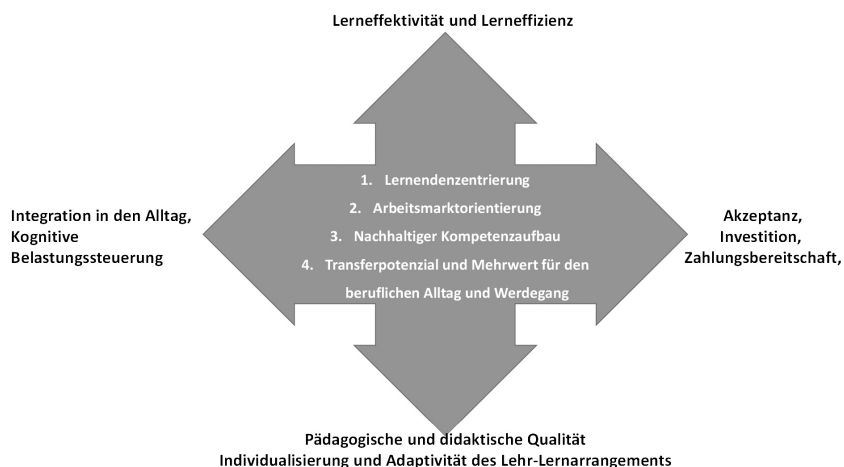 Lerneffektivität und Lerneffizienz
1. Lernendenzentrierung
2. Arbeitsmarktorientierung
3. Nachhaltiger Kompetenzaufbau
4. Transferpotenzial und Mehrwert für den
beruflichen Alltag und Werdegang
Integration in den Alltag,
Kognitive
Belastungssteuerung
Akzeptanz,
Investition,
Zahlungsbereitschaft,
Pädagogische und didaktische Qualität
Individualisierung und Adaptivität des Lehr-Lernarrangements